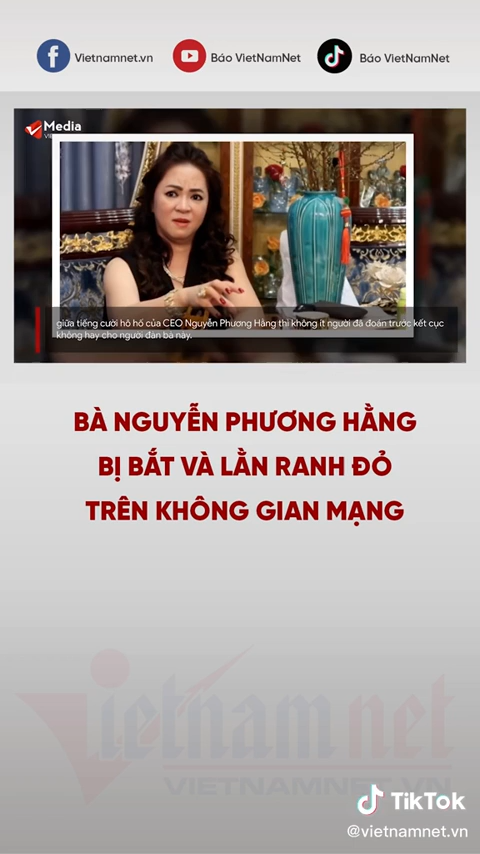 Vietnamnet.vn
Báo VietNamNet
Báo VietNamNet
Media
giữa tiếng cười hô hố của CEO Nguyễn Phương Hằng thì không ít người đã đoán trước kết cục
không hay cho người đàn bà này.
BÀ NGUYỄN PHƯƠNG HẰNG
BỊ BẮT VÀ LẰN RANH ĐỎ
TRÊN KHÔNG GIAN MẠNG
Vietnamnet
VIETNAMNET.VN
TikTok
@vietnamnet.vn